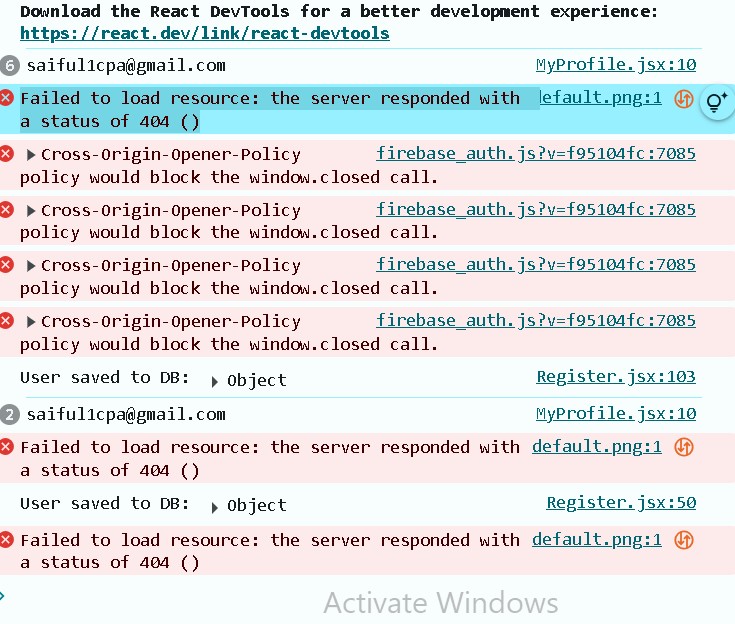 Download the React DevTools for a better development experience:
https://react.dev/link/react-devtools
6 saiful1cpa@gmail.com MyProfile.jsx:10
Failed to load resource: the server responded with default.png:1
a status of 404 ()
Cross-Origin-Opener-Policy firebase_auth.js?v=f95104fc:7085
policy would block the window.closed call.
Cross-Origin-Opener-Policy firebase_auth.js?v=f95104fc:7085
policy would block the window.closed call.
Cross-Origin-Opener-Policy firebase_auth.js?v=f95104fc:7085
policy would block the window.closed call.
Cross-Origin-Opener-Policy firebase_auth.js?v=f95104fc:7085
policy would block the window.closed call.
User saved to DB: Object Register.jsx:103
2 saiful1cpa@gmail.com MyProfile.jsx:10
Failed to load resource: the server responded with default.png:1
a status of 404 ()
User saved to DB: Object Register.jsx:50
Failed to load resource: the server responded with default.png:1
a status of 404 ()
Activate Windows